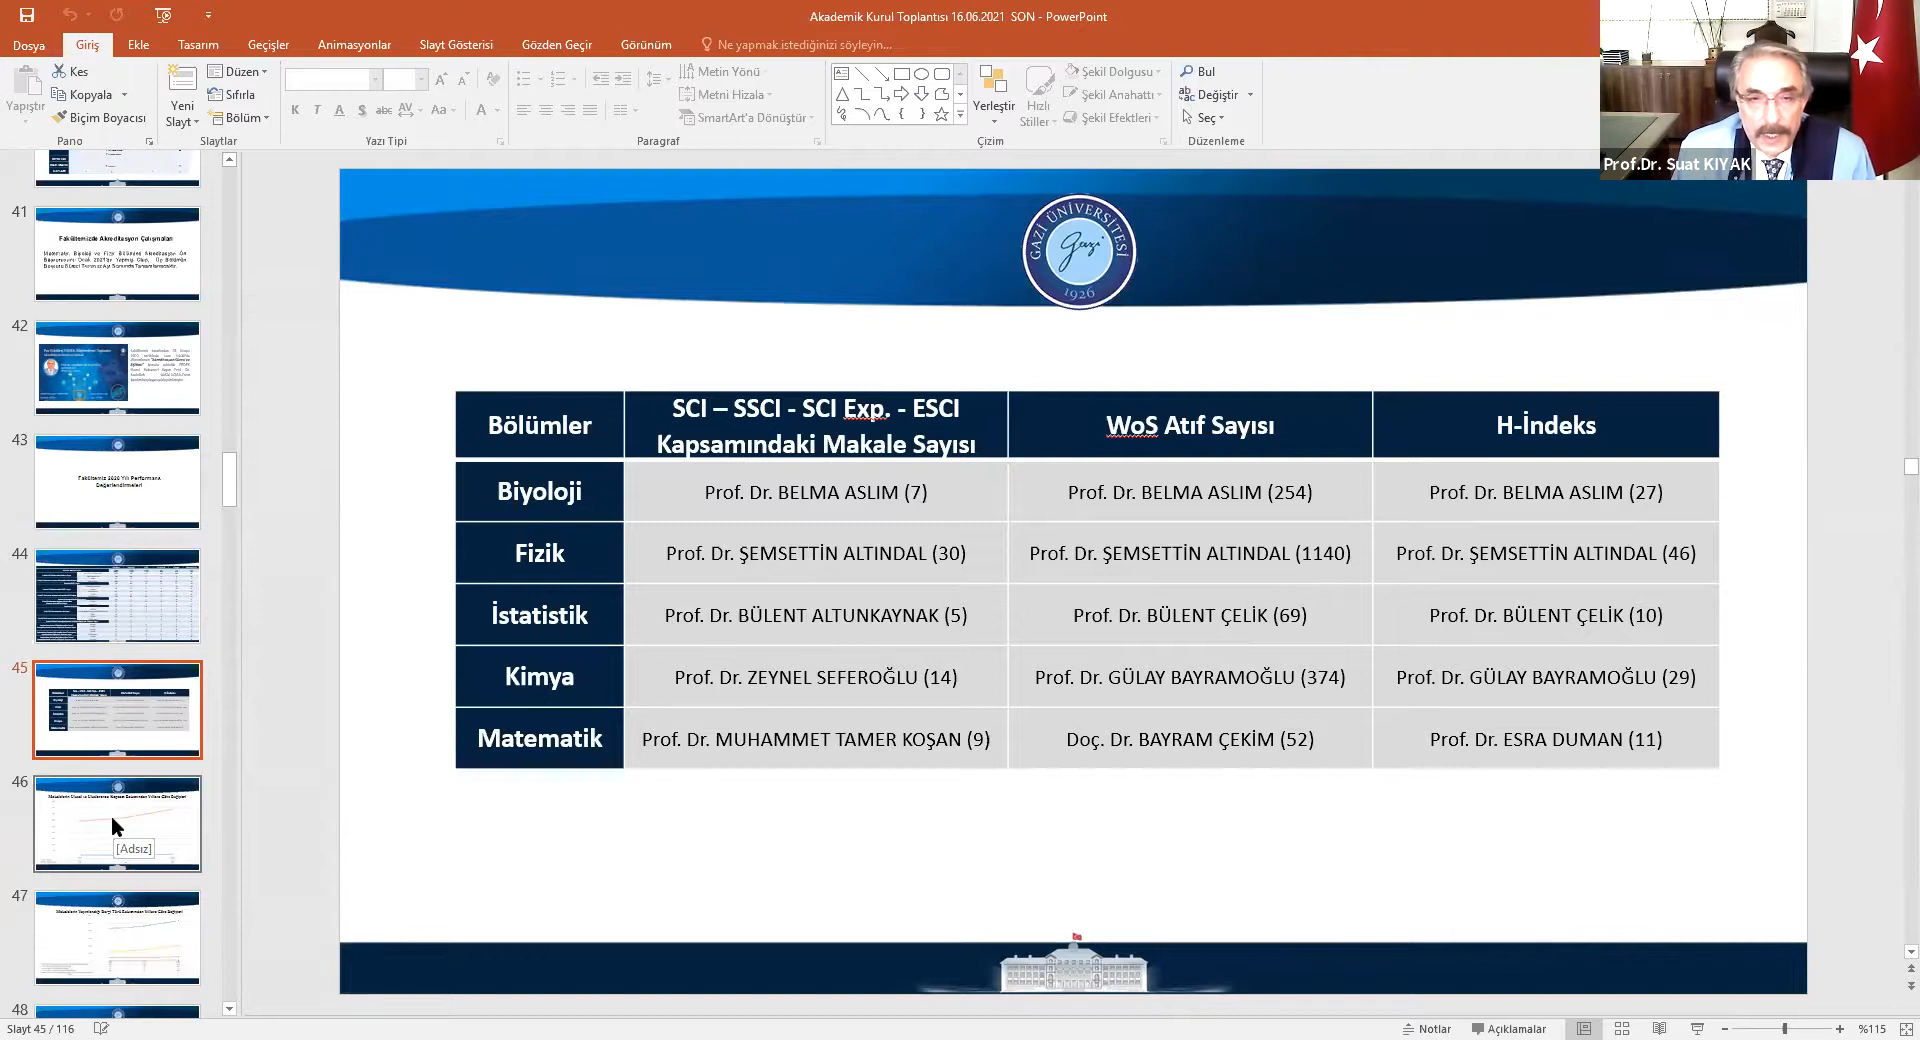 Akademik Kurul Toplantısı 16.06.2021 SON - PowerPoint
Dosya Giriş Ekle Tasarım Geçişler Animasyonlar Slayt Gösterisi Gözden Geçir Görünüm Ne yapmak istediğinizi söyleyin...
Yapıştır
Kes
Kopyala
Biçim Boyacısı
Pano
Yeni
Slayt
Düzen
Sıfırla
Bölüm
Slaytlar
Yazı Tipi
Metin Yönü
Metni Hizala
SmartArt'a Dönüştür
Paragraf
Yerleştir
Hızlı
Stiller
Şekil Dolgusu
Şekil Anahattı
Şekil Efektleri
Çizim
Bul
Değiştir
Seç
Düzenleme
Prof.Dr. Suat KIYAK
41
Fakültemizde Akreditasyon Çalışmaları
42
43
Fakültemiz 2020 Yılı Performans
Değerlendirmeleri
44
45
46
[Adsız]
47
48
GAZİ ÜNİVERSİTESİ
gazi
1926
Bölümler
SCI – SSCI - SCI Exp. - ESCI
Kapsamındaki Makale Sayısı
WoS Atıf Sayısı
H-İndeks
Biyoloji Prof. Dr. BELMA ASLIM (7) Prof. Dr. BELMA ASLIM (254) Prof. Dr. BELMA ASLIM (27)
Fizik Prof. Dr. ŞEMSETTİN ALTINDAL (30) Prof. Dr. ŞEMSETTİN ALTINDAL (1140) Prof. Dr. ŞEMSETTİN ALTINDAL (46)
İstatistik Prof. Dr. BÜLENT ALTUNKAYNAK (5) Prof. Dr. BÜLENT ÇELİK (69) Prof. Dr. BÜLENT ÇELİK (10)
Kimya Prof. Dr. ZEYNEL SEFEROĞLU (14) Prof. Dr. GÜLAY BAYRAMOĞLU (374) Prof. Dr. GÜLAY BAYRAMOĞLU (29)
Matematik Prof. Dr. MUHAMMET TAMER KOŞAN (9) Doç. Dr. BAYRAM ÇEKİM (52) Prof. Dr. ESRA DUMAN (11)
Slayt 45 / 116
Notlar
Açıklamalar
%115